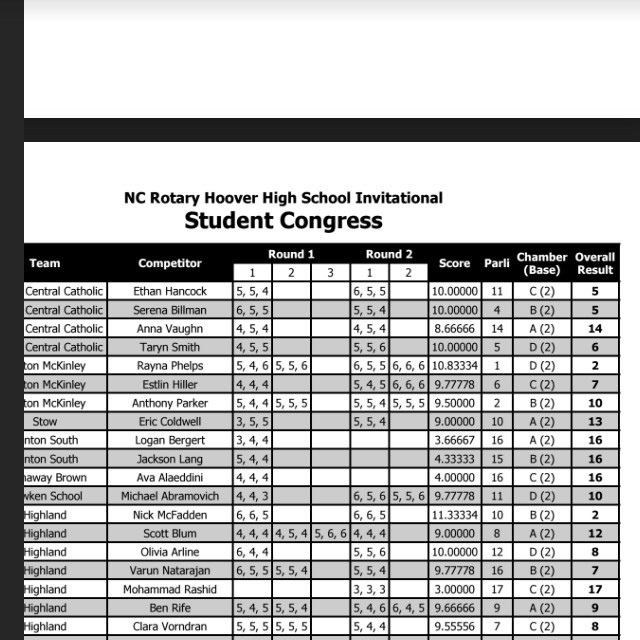 NC Rotary Hoover High School Invitational
Student Congress
Team Competitor Round 1 Round 2 Score Parli Chamber (Base) Overall Result
1 2 3 1 2
Central Catholic Ethan Hancock 5, 5, 4 6, 5, 5 10.00000 11 C (2) 5
Central Catholic Serena Billman 6, 5, 5 5, 5, 4 10.00000 4 B (2) 5
Central Catholic Anna Vaughn 4, 5, 4 4, 5, 4 8.66666 14 A (2) 14
Central Catholic Taryn Smith 4, 5, 5 5, 5, 6 10.00000 5 D (2) 6
ton McKinley Rayna Phelps 5, 4, 6 5, 5, 6 6, 5, 5 6, 6, 6 10.83334 1 D (2) 2
ton McKinley Estlin Hiller 4, 4, 4 5, 4, 5 6, 6, 6 9.77778 6 C (2) 7
ton McKinley Anthony Parker 5, 4, 4 5, 5, 5 5, 5, 4 5, 5, 5 9.50000 2 B (2) 10
Stow Eric Coldwell 3, 5, 5 5, 5, 4 9.00000 10 A (2) 13
nton South Logan Bergert 3, 4, 4 3.66667 16 A (2) 16
nton South Jackson Lang 5, 4, 4 4.33333 15 B (2) 16
away Brown Ava Alaeddini 4, 4, 4 4.00000 16 C (2) 16
wken School Michael Abramovich 4, 4, 3 6, 5, 6 5, 5, 6 9.77778 11 D (2) 10
Highland Nick McFadden 6, 6, 5 6, 6, 5 11.33334 10 B (2) 2
Highland Scott Blum 4, 4, 4 4, 5, 4 5, 6, 6 4, 4, 4 9.00000 8 A (2) 12
Highland Olivia Arline 6, 4, 4 5, 5, 6 10.00000 12 D (2) 8
Highland Varun Natarajan 6, 5, 5 5, 5, 4 5, 5, 4 9.77778 16 B (2) 7
Highland Mohammad Rashid 3, 3, 3 3.00000 17 C (2) 17
Highland Ben Rife 5, 4, 5 5, 5, 4 5, 4, 6 6, 4, 5 9.66666 9 A (2) 9
Highland Clara Vorndran 5, 5, 5 5, 5, 5 5, 4, 4 9.55556 7 C (2) 8